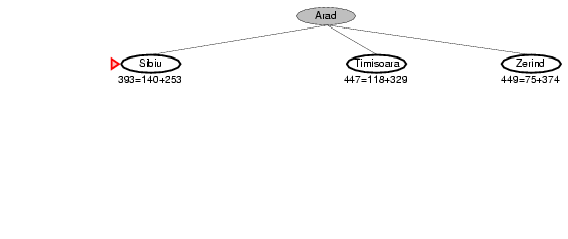 Arad
Sibiu Timisoara Zerind
393=140+253 447=118+329 449=75+374